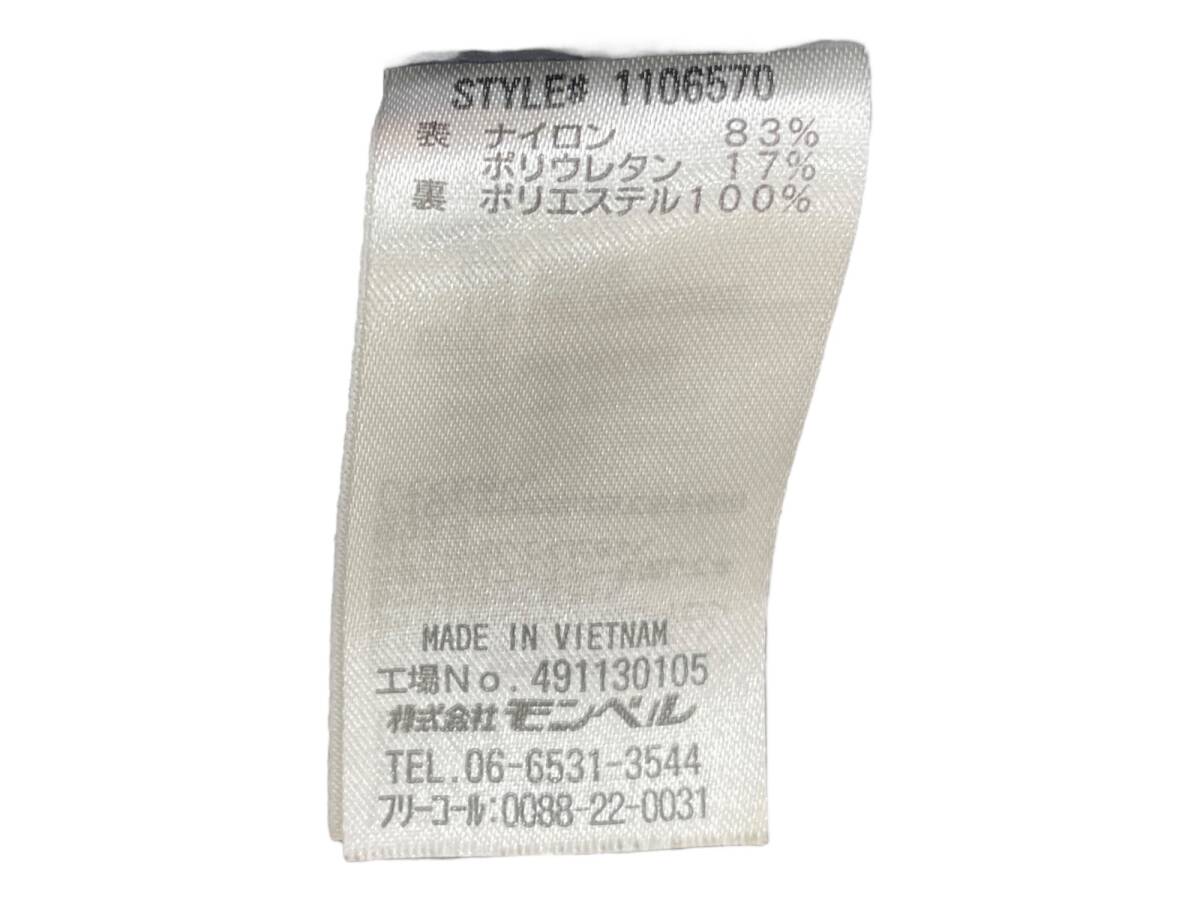 STYLE# 1106570
表 ナイロン 83%
ポリウレタン 17%
裏 ポリエステル100%
MADE IN VIETNAM
工場No.491130105
株式会社モンベル
TEL.06-6531-3544
フリーコール:0088-22-0031